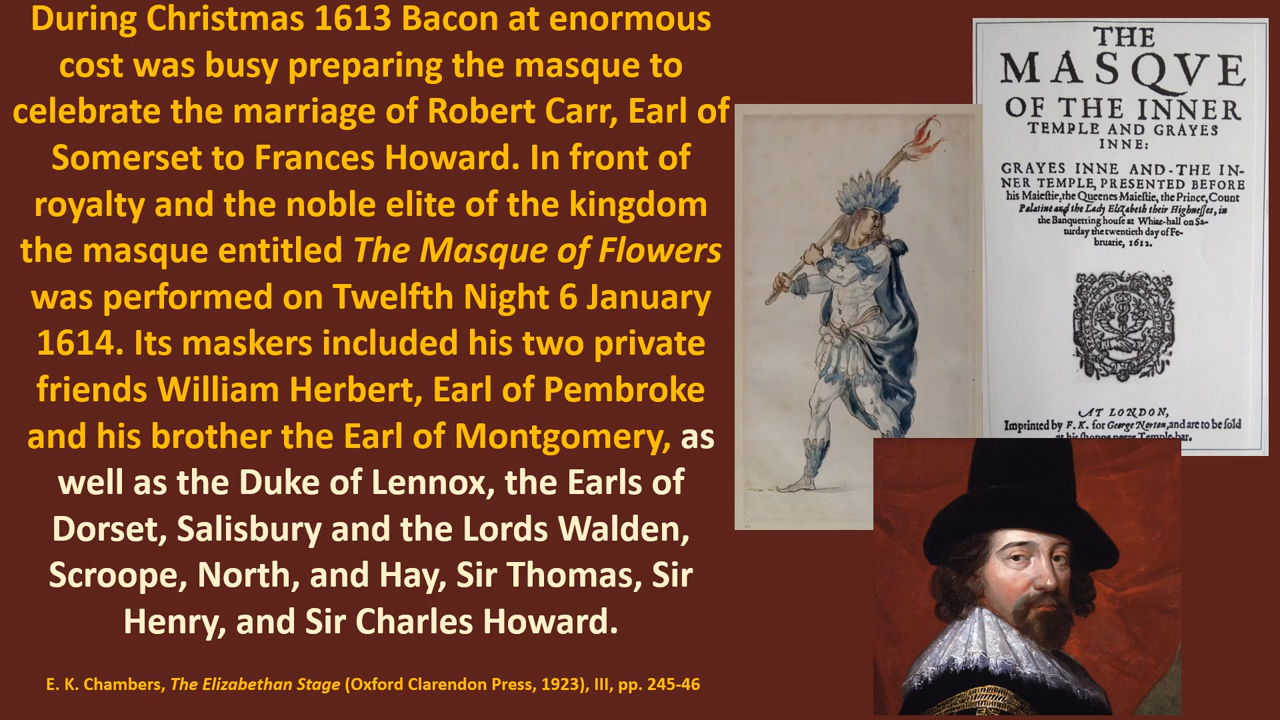 During Christmas 1613 Bacon at enormous
cost was busy preparing the masque to
celebrate the marriage of Robert Carr, Earl of
Somerset to Frances Howard. In front of
royalty and the noble elite of the kingdom
the masque entitled The Masque of Flowers
was performed on Twelfth Night 6 January
1614. Its maskers included his two private
friends William Herbert, Earl of Pembroke
and his brother the Earl of Montgomery, as
well as the Duke of Lennox, the Earls of
Dorset, Salisbury and the Lords Walden,
Scroope, North, and Hay, Sir Thomas, Sir
Henry, and Sir Charles Howard.
E. K. Chambers, The Elizabethan Stage (Oxford Clarendon Press, 1923), III, pp. 245-46
THE
MASQVE
OF THE INNER
TEMPLE AND GRAYES
INNE:
GRAYES INNE AND THE IN-
NER TEMPLE, PRESENTED BEFORE
his Maiestie, the Queenes Maiestie, the Prince, Count
Palatine and the Lady Elizabeth their Highnesses, in
the Banquetting house at White-hall on Sa-
turday the twentieth day of Fe-
bruarie, 1612.
AT LONDON,
Imprinted by F. K. for George Norton, and are to be sold
at his shoppe neere Temple-bar.